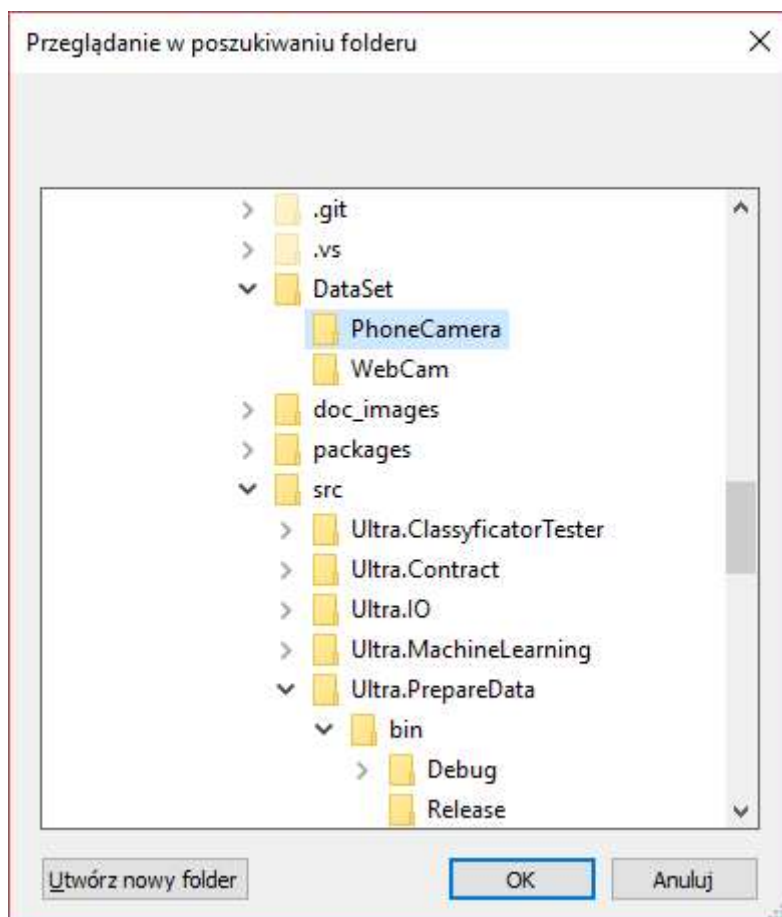 Przeglądanie w poszukiwaniu folderu
.git
.vs
DataSet
PhoneCamera
WebCam
doc_images
packages
src
Ultra.ClassyficatorTester
Ultra.Contract
Ultra.IO
Ultra.MachineLearning
Ultra.PrepareData
bin
Debug
Release
Utwórz nowy folder OK Anuluj